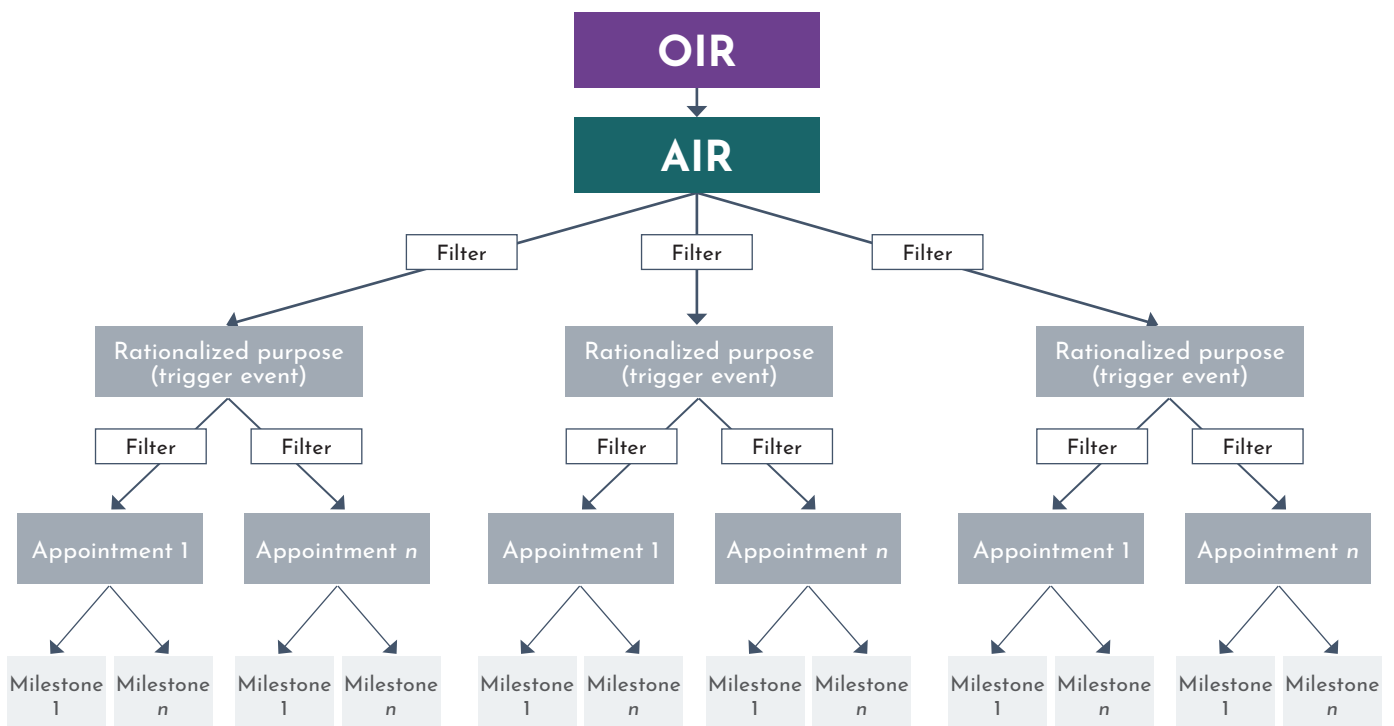 OIR
AIR
Filter
Filter
Filter
Rationalized purpose
(trigger event)
Rationalized purpose
(trigger event)
Rationalized purpose
(trigger event)
Filter
Filter
Filter
Filter
Filter
Filter
Appointment 1
Appointment n
Appointment 1
Appointment n
Appointment 1
Appointment n
Milestone
1
Milestone
n
Milestone
1
Milestone
n
Milestone
1
Milestone
n
Milestone
1
Milestone
n
Milestone
1
Milestone
n
Milestone
1
Milestone
n